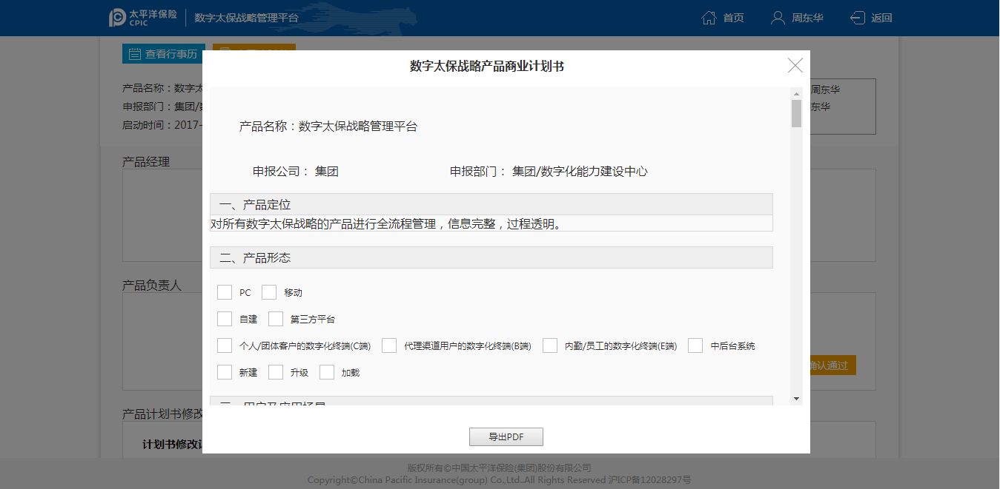 太平洋保险
CPIC
数字太保战略管理平台
首页
周东华
返回
查看行事历
数字太保战略产品商业计划书
产品名称：数字太
申报部门：集团/
启动时间：2017-
周东华
东华
产品名称：数字太保战略管理平台
申报公司： 集团
申报部门： 集团/数字化能力建设中心
产品经理
一、产品定位
对所有数字太保战略的产品进行全流程管理，信息完整，过程透明。
二、产品形态
产品负责人
PC 移动
自建 第三方平台
个人/团体客户的数字化终端(C端) 代理渠道用户的数字化终端(B端) 内勤/员工的数字化终端(E端) 中后台系统
新建 升级 加载
确认通过
三、用户及应用场景
产品计划书修改
计划书修改
导出PDF
版权所有©中国太平洋保险(集团)股份有限公司
Copyright©China Pacific Insurance(group) Co.,Ltd..All Rights Reserved 沪ICP备12028297号